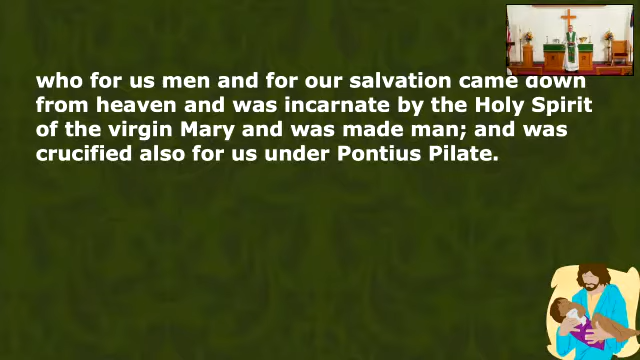 who for us men and for our salvation came down
from heaven and was incarnate by the Holy Spirit
of the virgin Mary and was made man; and was
crucified also for us under Pontius Pilate.